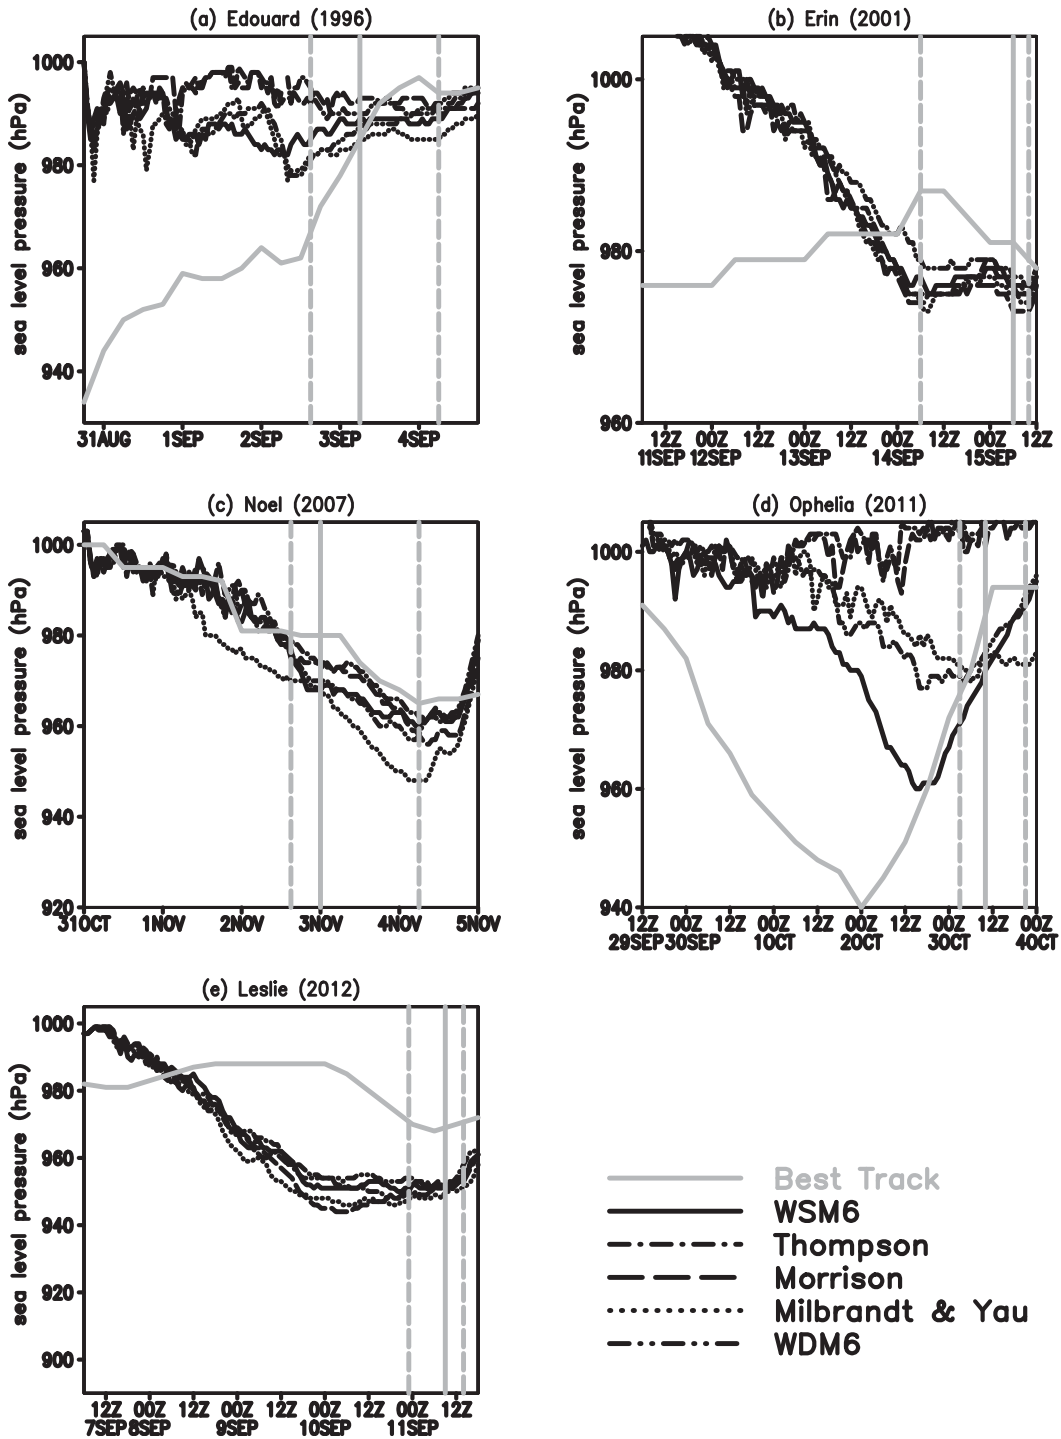 (a) Edouard (1996)
sea level pressure (hPa)
1000
980
960
940
31AUG 1SEP 2SEP 3SEP 4SEP
(b) Erin (2001)
sea level pressure (hPa)
1000
980
960
12Z 00Z 12Z 00Z 12Z 00Z 12Z 00Z 12Z
11SEP 12SEP 13SEP 14SEP 15SEP
(c) Noel (2007)
sea level pressure (hPa)
1000
980
960
940
920
31OCT 1NOV 2NOV 3NOV 4NOV 5NOV
(d) Ophelia (2011)
sea level pressure (hPa)
1000
980
960
940
12Z 00Z 12Z 00Z 12Z 00Z 12Z 00Z 12Z 00Z
29SEP 30SEP 1OCT 2OCT 3OCT 4OCT
(e) Leslie (2012)
sea level pressure (hPa)
1000
980
960
940
920
900
12Z 00Z 12Z 00Z 12Z 00Z 12Z 00Z 12Z
7SEP 8SEP 9SEP 10SEP 11SEP
Best Track
WSM6
Thompson
Morrison
Milbrandt & Yau
WDM6